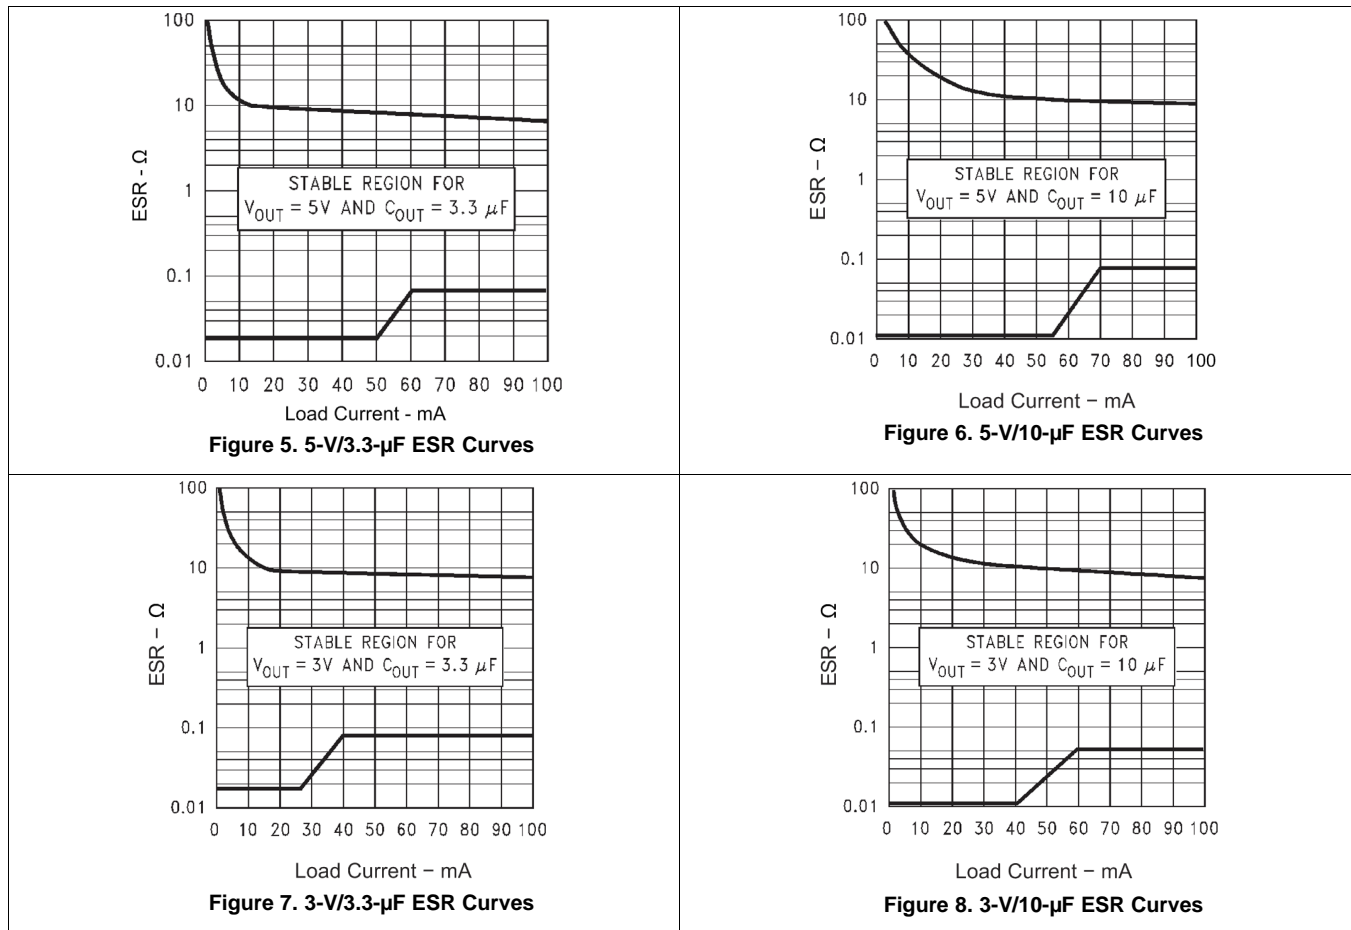 100
10
1
0.1
0.01
ESR - Ω
STABLE REGION FOR
VOUT = 5V AND COUT = 3.3 μF
0 10 20 30 40 50 60 70 80 90 100
Load Current - mA
Figure 5. 5-V/3.3-µF ESR Curves
100
10
1
0.1
0.01
ESR – Ω
STABLE REGION FOR
VOUT = 5V AND COUT = 10 μF
0 10 20 30 40 50 60 70 80 90 100
Load Current − mA
Figure 6. 5-V/10-µF ESR Curves
100
10
1
0.1
0.01
ESR – Ω
STABLE REGION FOR
VOUT = 3V AND COUT = 3.3 μF
0 10 20 30 40 50 60 70 80 90 100
Load Current − mA
Figure 7. 3-V/3.3-µF ESR Curves
100
10
1
0.1
0.01
ESR – Ω
STABLE REGION FOR
VOUT = 3V AND COUT = 10 μF
0 10 20 30 40 50 60 70 80 90 100
Load Current − mA
Figure 8. 3-V/10-µF ESR Curves